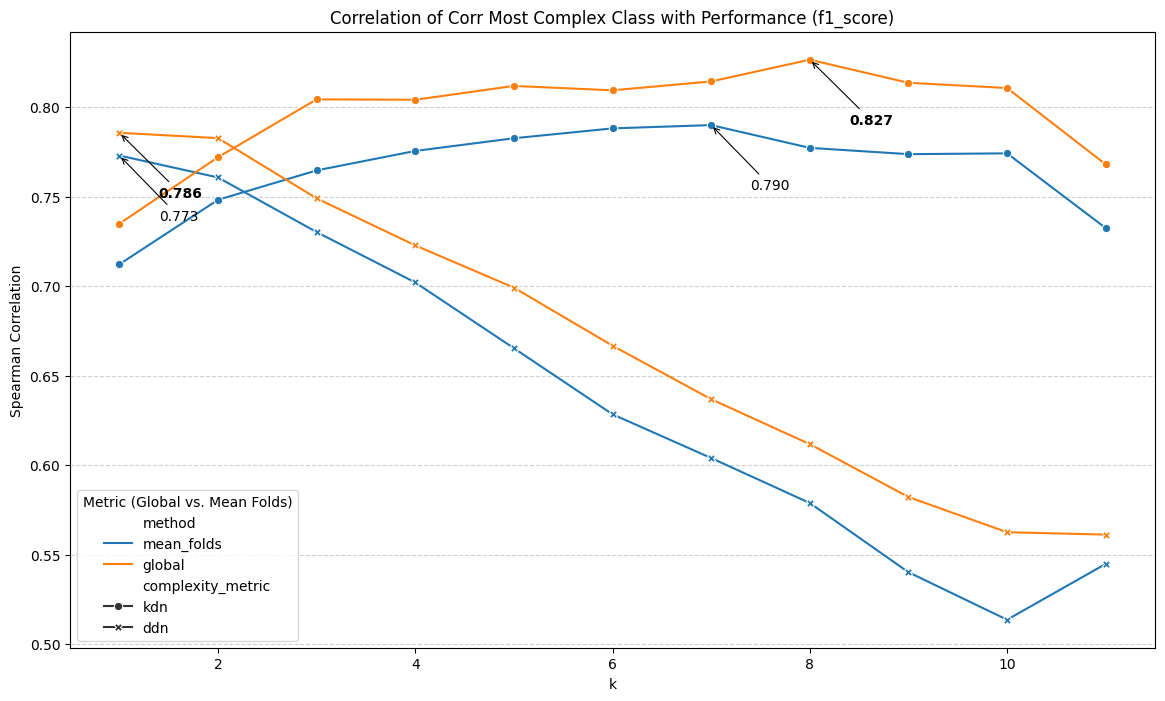 Correlation of Corr Most Complex Class with Performance (f1_score)
Spearman Correlation
0.80
0.75
0.70
0.65
0.60
0.55
0.50
0.827
0.790
0.786
0.773
Metric (Global vs. Mean Folds)
method
mean_folds
global
complexity_metric
kdn
ddn
2
4
6
8
10
k